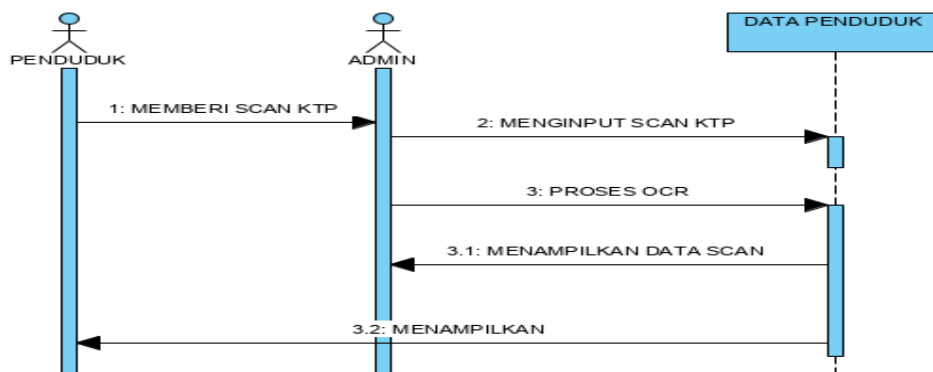 DATA PENDUDUK
PENDUDUK
ADMIN
1: MEMBERI SCAN KTP
2: MENGINPUT SCAN KTP
3: PROSES OCR
3.1: MENAMPILKAN DATA SCAN
3.2: MENAMPILKAN